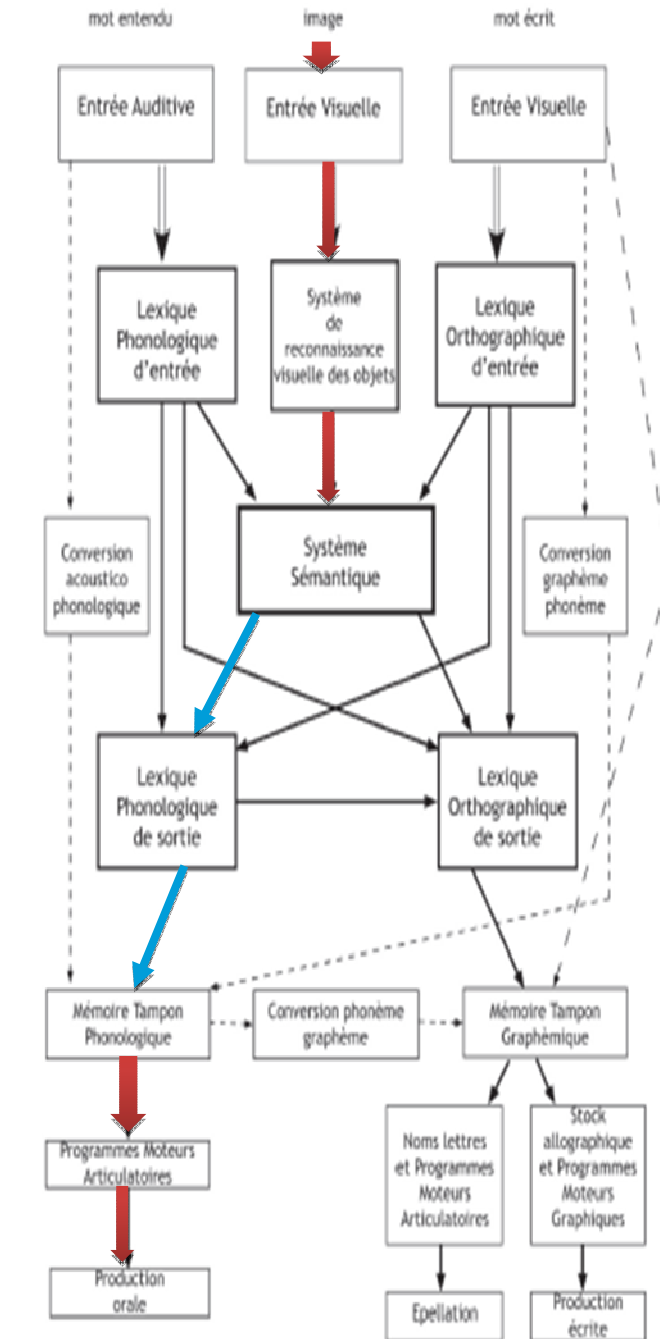 mot entendu
image
mot écrit
Entrée Auditive
Entrée Visuelle
Entrée Visuelle
Lexique
Phonologique
d'entrée
Système
de
reconnaissance
visuelle des objets
Lexique
Orthographique
d'entrée
Conversion
acoustico
phonologique
Système
Sémantique
Conversion
graphème
phonème
Lexique
Phonologique
de sortie
Lexique
Orthographique
de sortie
Mémoire Tampon
Phonologique
Conversion phonème
graphème
Mémoire Tampon
Graphèmique
Programmes Moteurs
Articulatoires
Noms lettres
et Programmes
Moteurs
Articulatoires
Stock
allographique
et Programmes
Moteurs
Graphiques
Production
orale
Epellation
Production
écrite